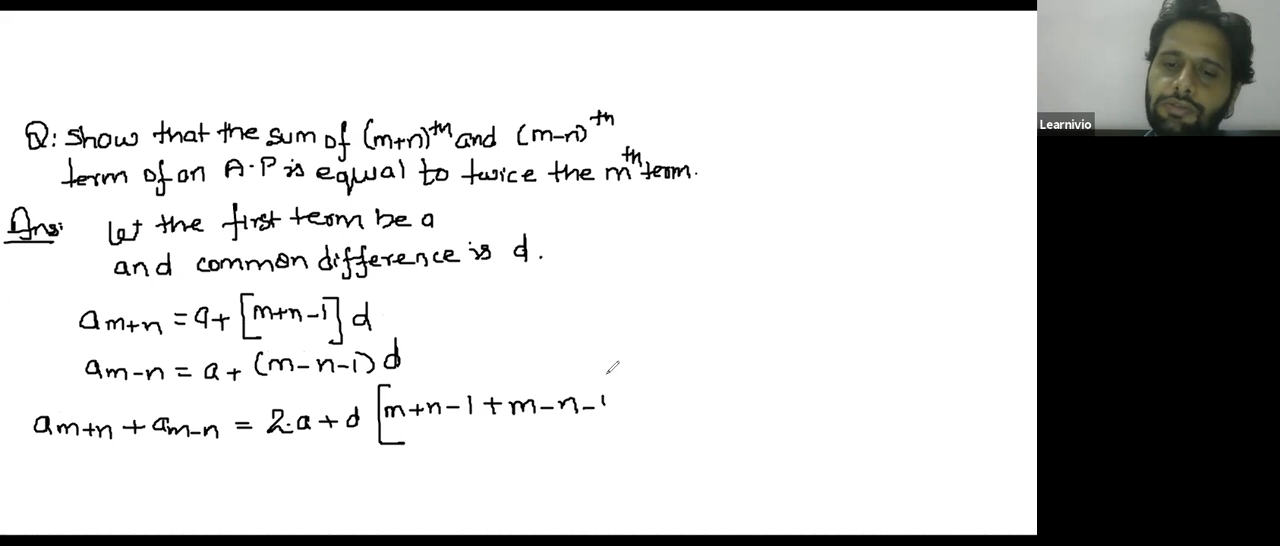 Q: Show that the sum of (m+n)th and (m-n)th
term of an A.P is equal to twice the mth term.
Ans: Let the first term be a
and common difference is d.
am+n = a+ [m+n-1] d
am-n = a + (m-n-1) d
am+n + am-n = 2.a + d [m+n-1 + m-n-1
Learnivio